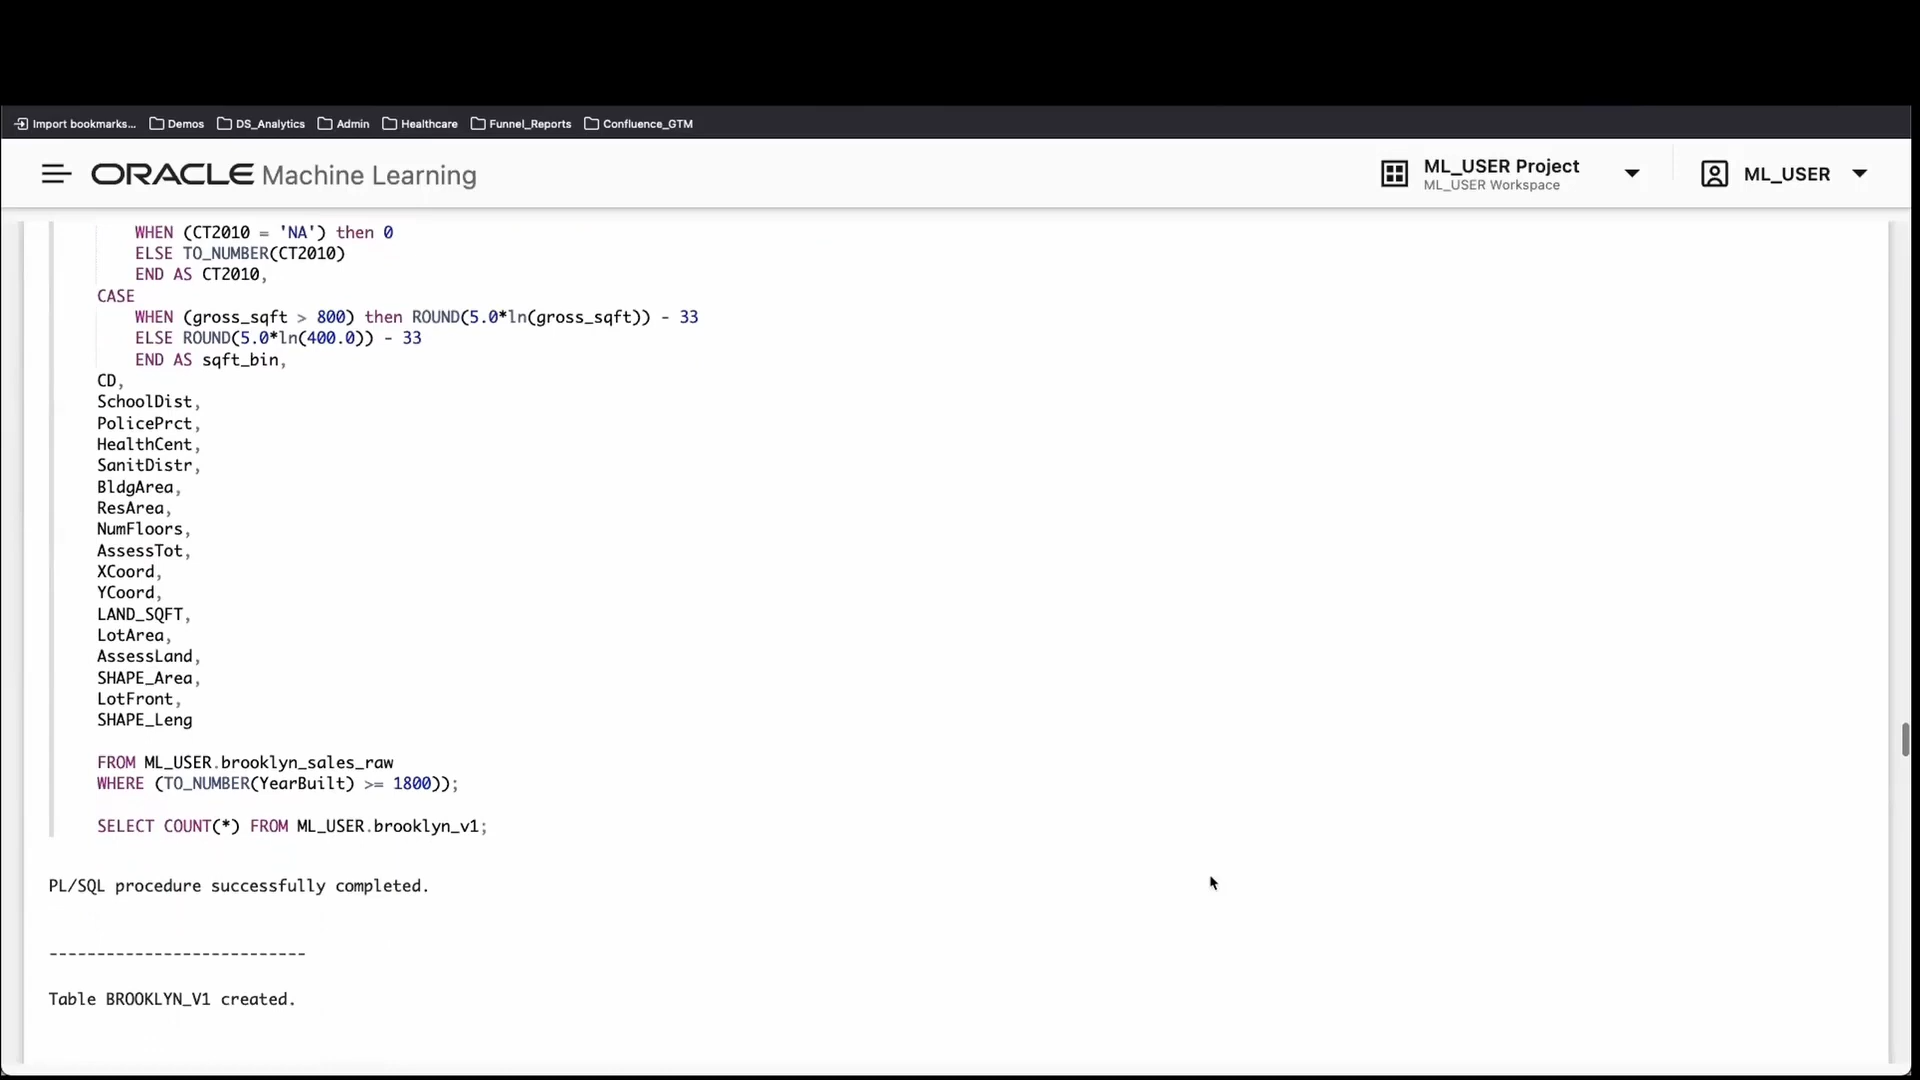 Import bookmarks... Demos DS_Analytics Admin Healthcare Funnel_Reports Confluence_GTM
ORACLE Machine Learning
ML_USER Project
ML_USER Workspace
ML_USER
WHEN (CT2010 = 'NA') then 0
ELSE TO_NUMBER(CT2010)
END AS CT2010,
CASE
WHEN (gross_sqft > 800) then ROUND(5.0*ln(gross_sqft)) - 33
ELSE ROUND(5.0*ln(400.0)) - 33
END AS sqft_bin,
CD,
SchoolDist,
PolicePrct,
HealthCent,
SanitDistr,
BldgArea,
ResArea,
NumFloors,
AssessTot,
XCoord,
YCoord,
LAND_SQFT,
LotArea,
AssessLand,
SHAPE_Area,
LotFront,
SHAPE_Leng
FROM ML_USER.brooklyn_sales_raw
WHERE (TO_NUMBER(YearBuilt) >= 1800));
SELECT COUNT(*) FROM ML_USER.brooklyn_v1;
PL/SQL procedure successfully completed.
---------------------------
Table BROOKLYN_V1 created.